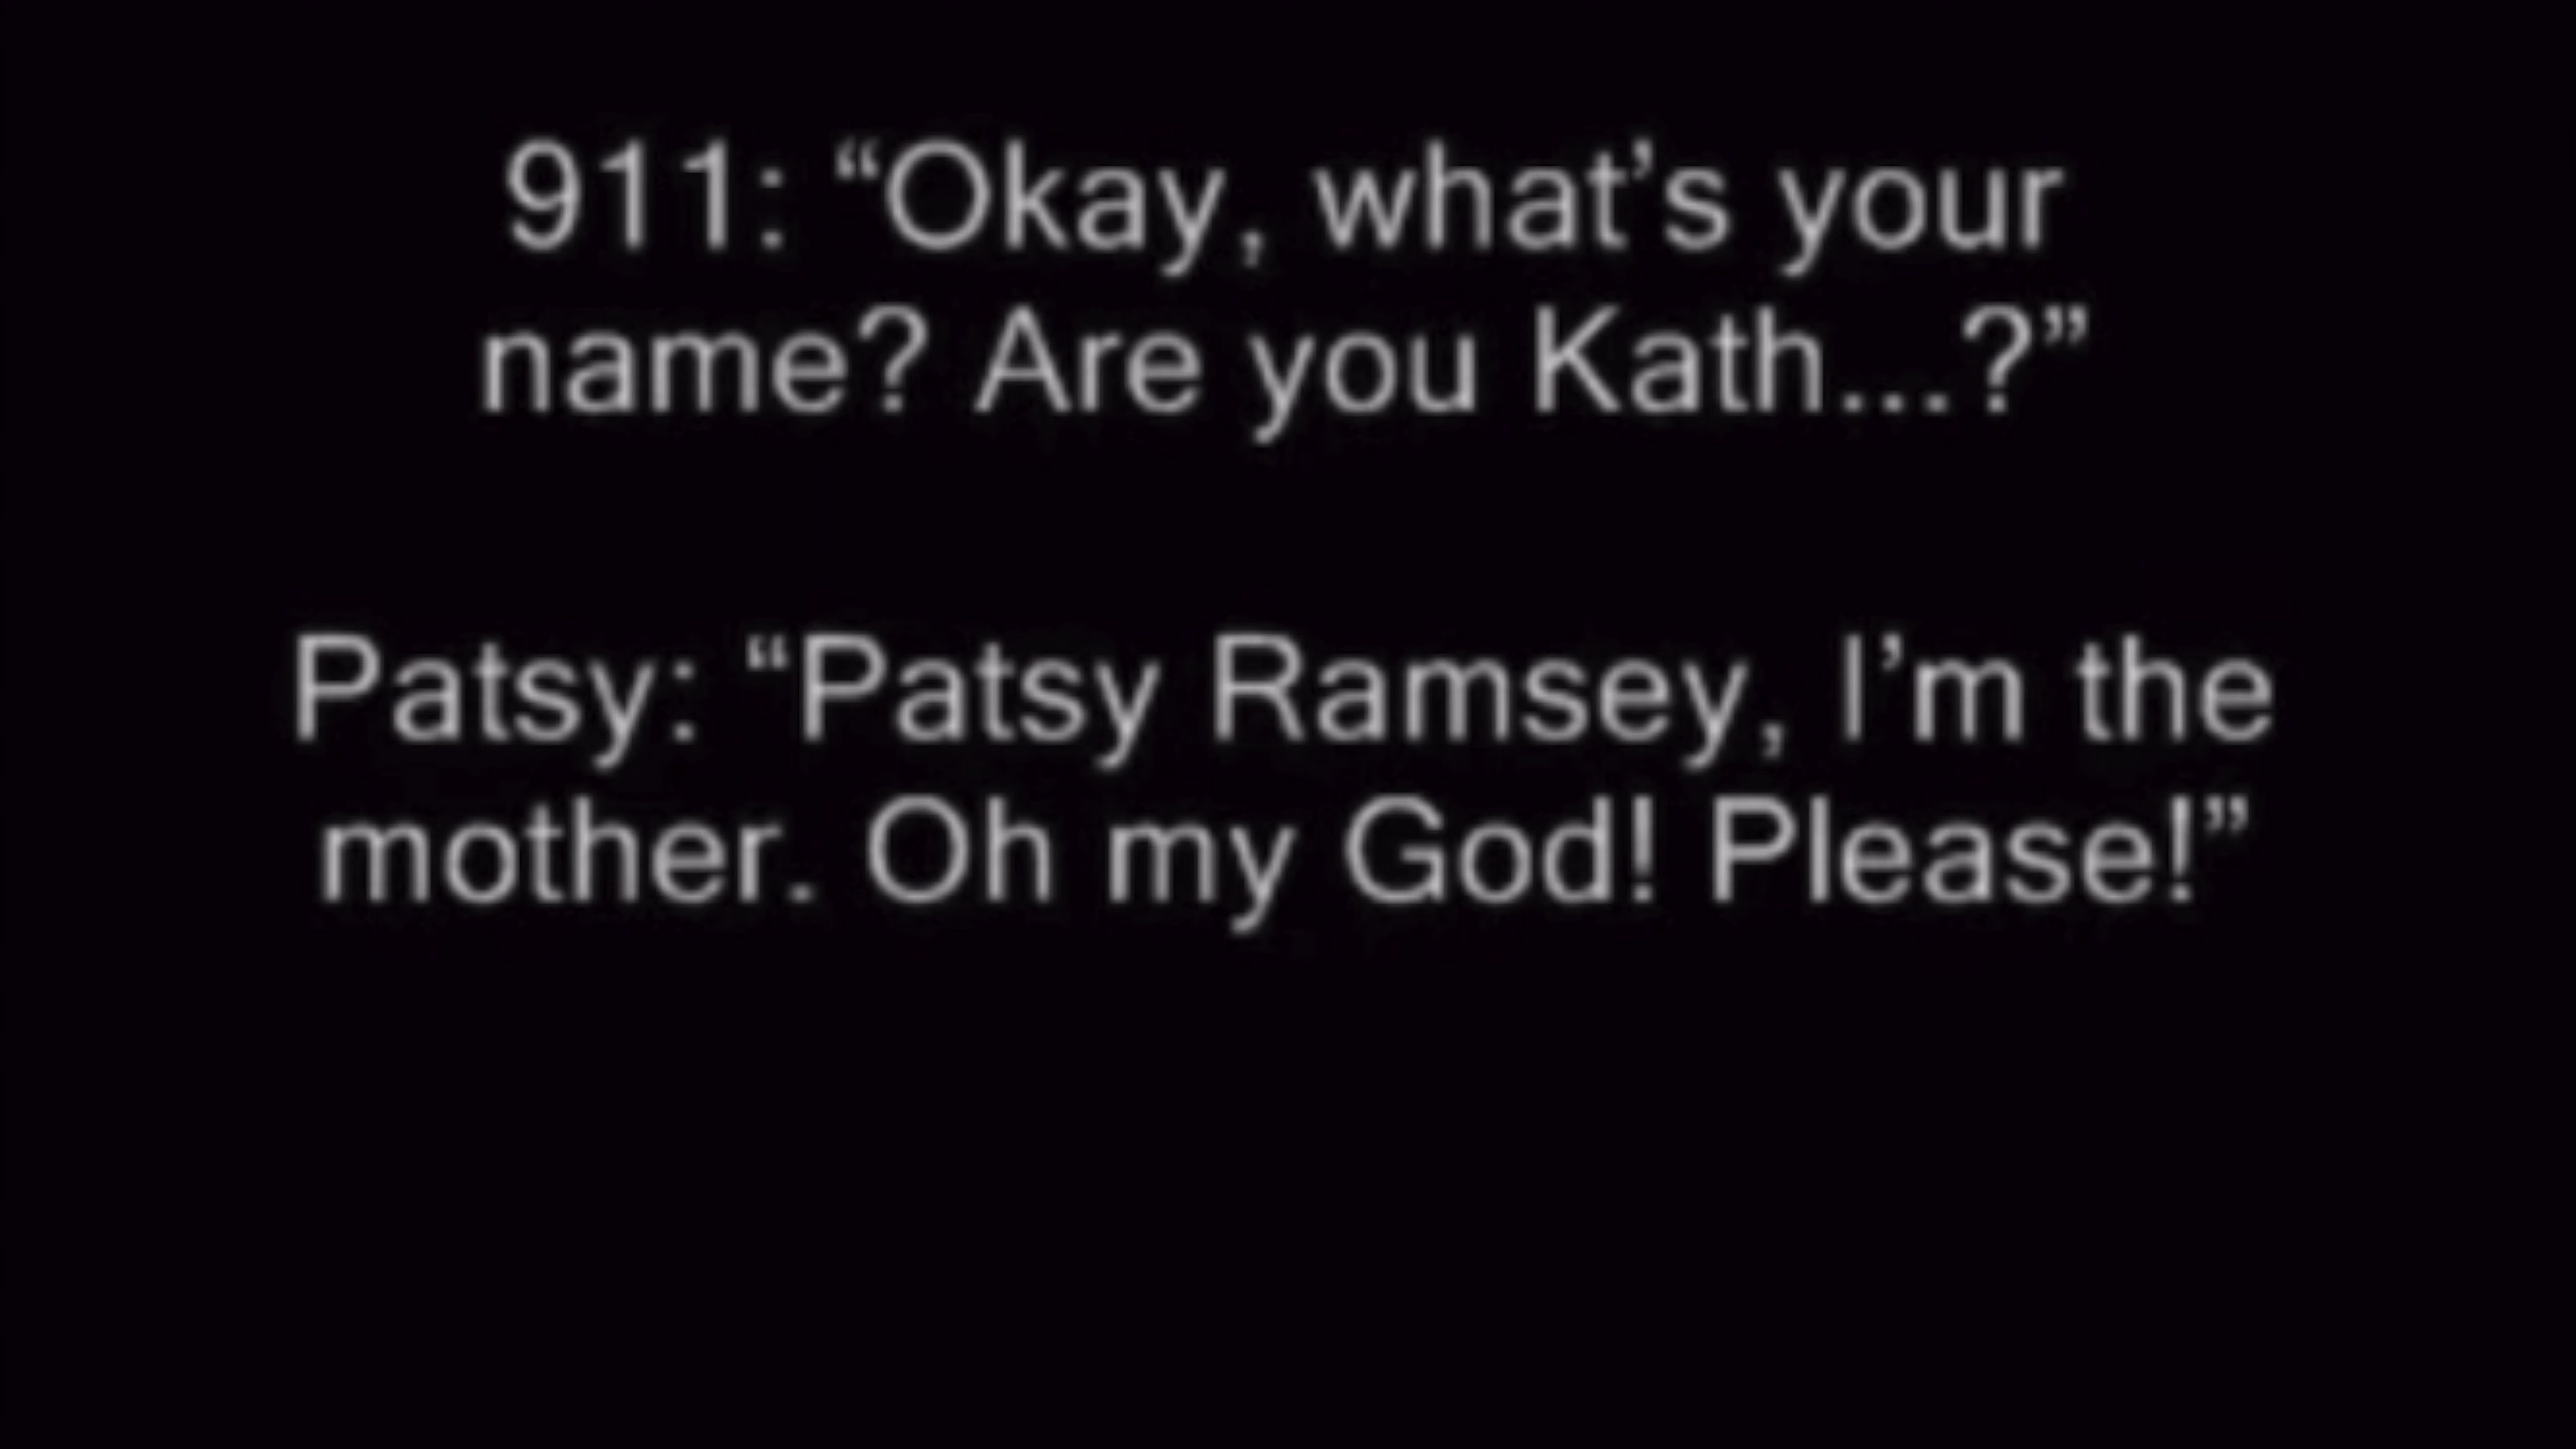 911: “Okay, what’s your
name? Are you Kath...?”
Patsy: “Patsy Ramsey, I’m the
mother. Oh my God! Please!”